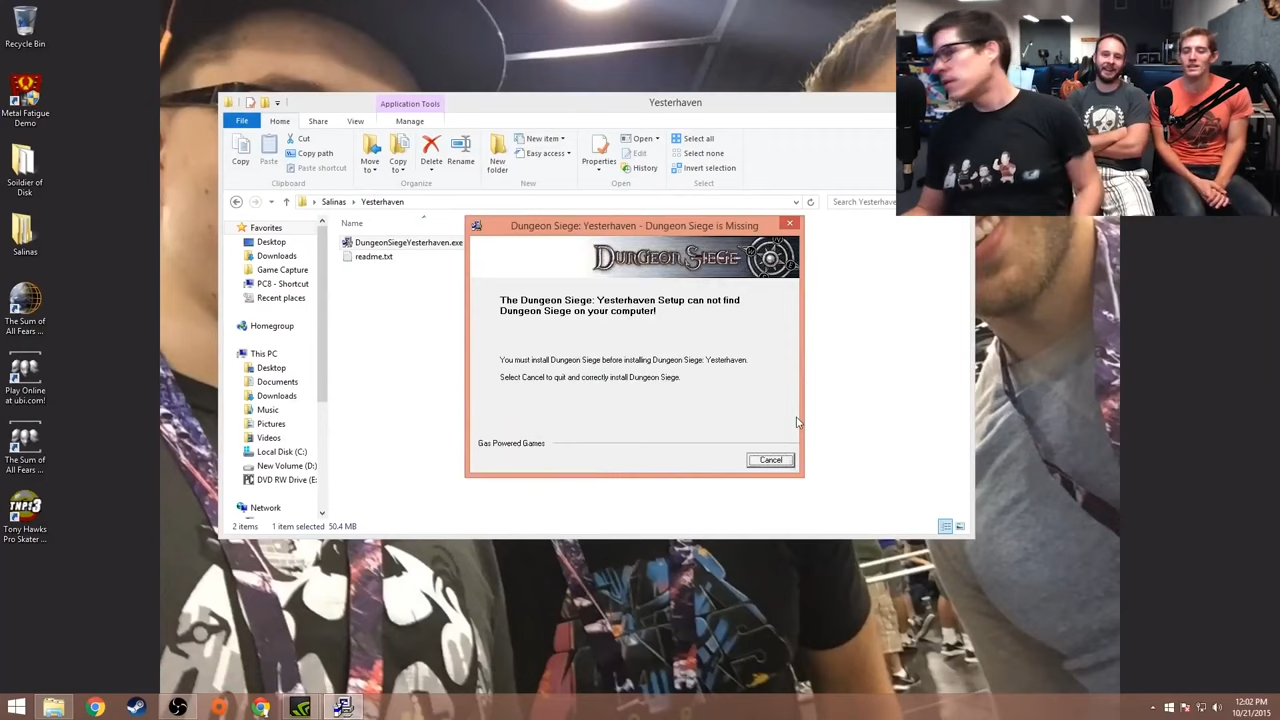 Recycle Bin
Metal Fatigue
Demo
Soldier of
Disk
Salinas
The Sum of
All Fears ...
Play Online
at ubi.com!
The Sum of
All Fears ...
THPS3
Tony Hawks
Pro Skater ...
Application Tools
Yesterhaven
File
Home
Share
View
Manage
Copy
Paste
Cut
Copy path
Paste shortcut
Clipboard
Move
to
Copy
to
Delete
Rename
Organize
New
folder
New item
Easy access
New
Properties
Open
Edit
History
Open
Select all
Select none
Invert selection
Select
Salinas
Yesterhaven
Search Yesterhave
Favorites
Desktop
Downloads
Game Capture
PC8 - Shortcut
Recent places
Homegroup
This PC
Desktop
Documents
Downloads
Music
Pictures
Videos
Local Disk (C:)
New Volume (D:)
DVD RW Drive (E:
Network
Name
DungeonSiegeYesterhaven.exe
readme.txt
2 items
1 item selected 50.4 MB
Dungeon Siege: Yesterhaven - Dungeon Siege is Missing
DUNGEON SIEGE
The Dungeon Siege: Yesterhaven Setup can not find
Dungeon Siege on your computer!
You must install Dungeon Siege before installing Dungeon Siege: Yesterhaven.
Select Cancel to quit and correctly install Dungeon Siege.
Gas Powered Games
Cancel
12:02 PM
10/21/2015